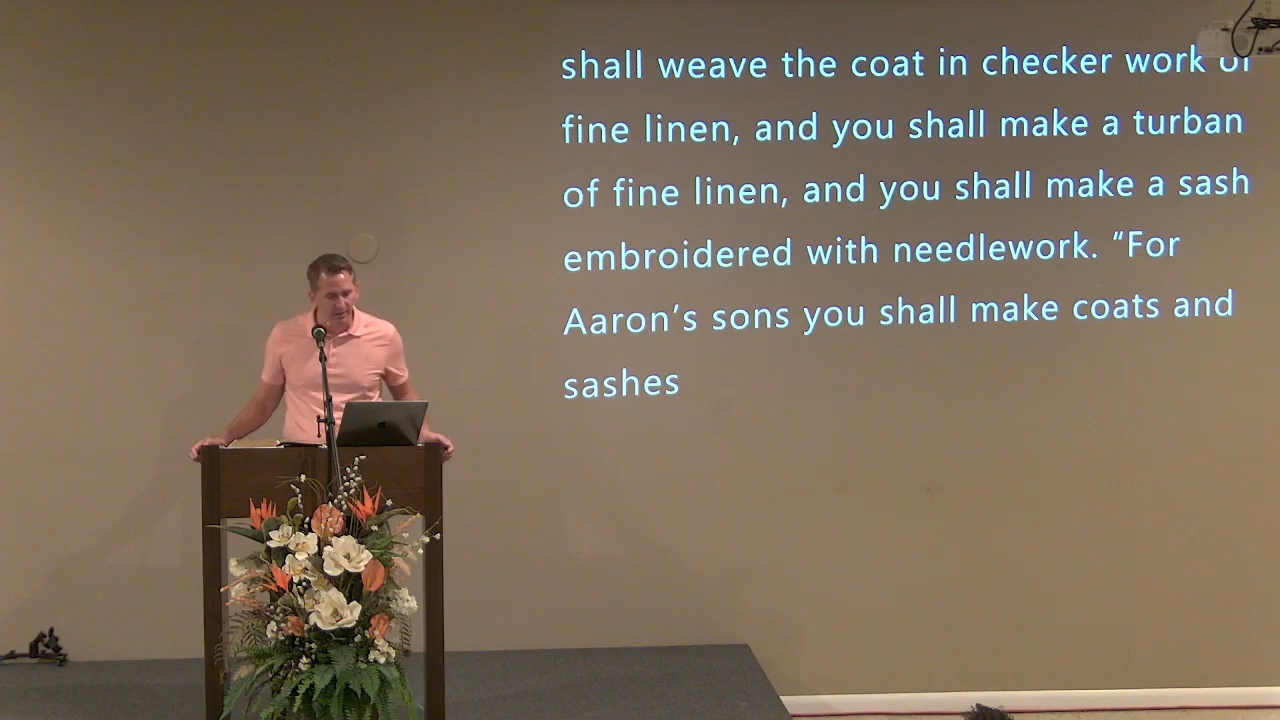 shall weave the coat in checker work of
fine linen, and you shall make a turban
of fine linen, and you shall make a sash
embroidered with needlework. “For
Aaron’s sons you shall make coats and
sashes